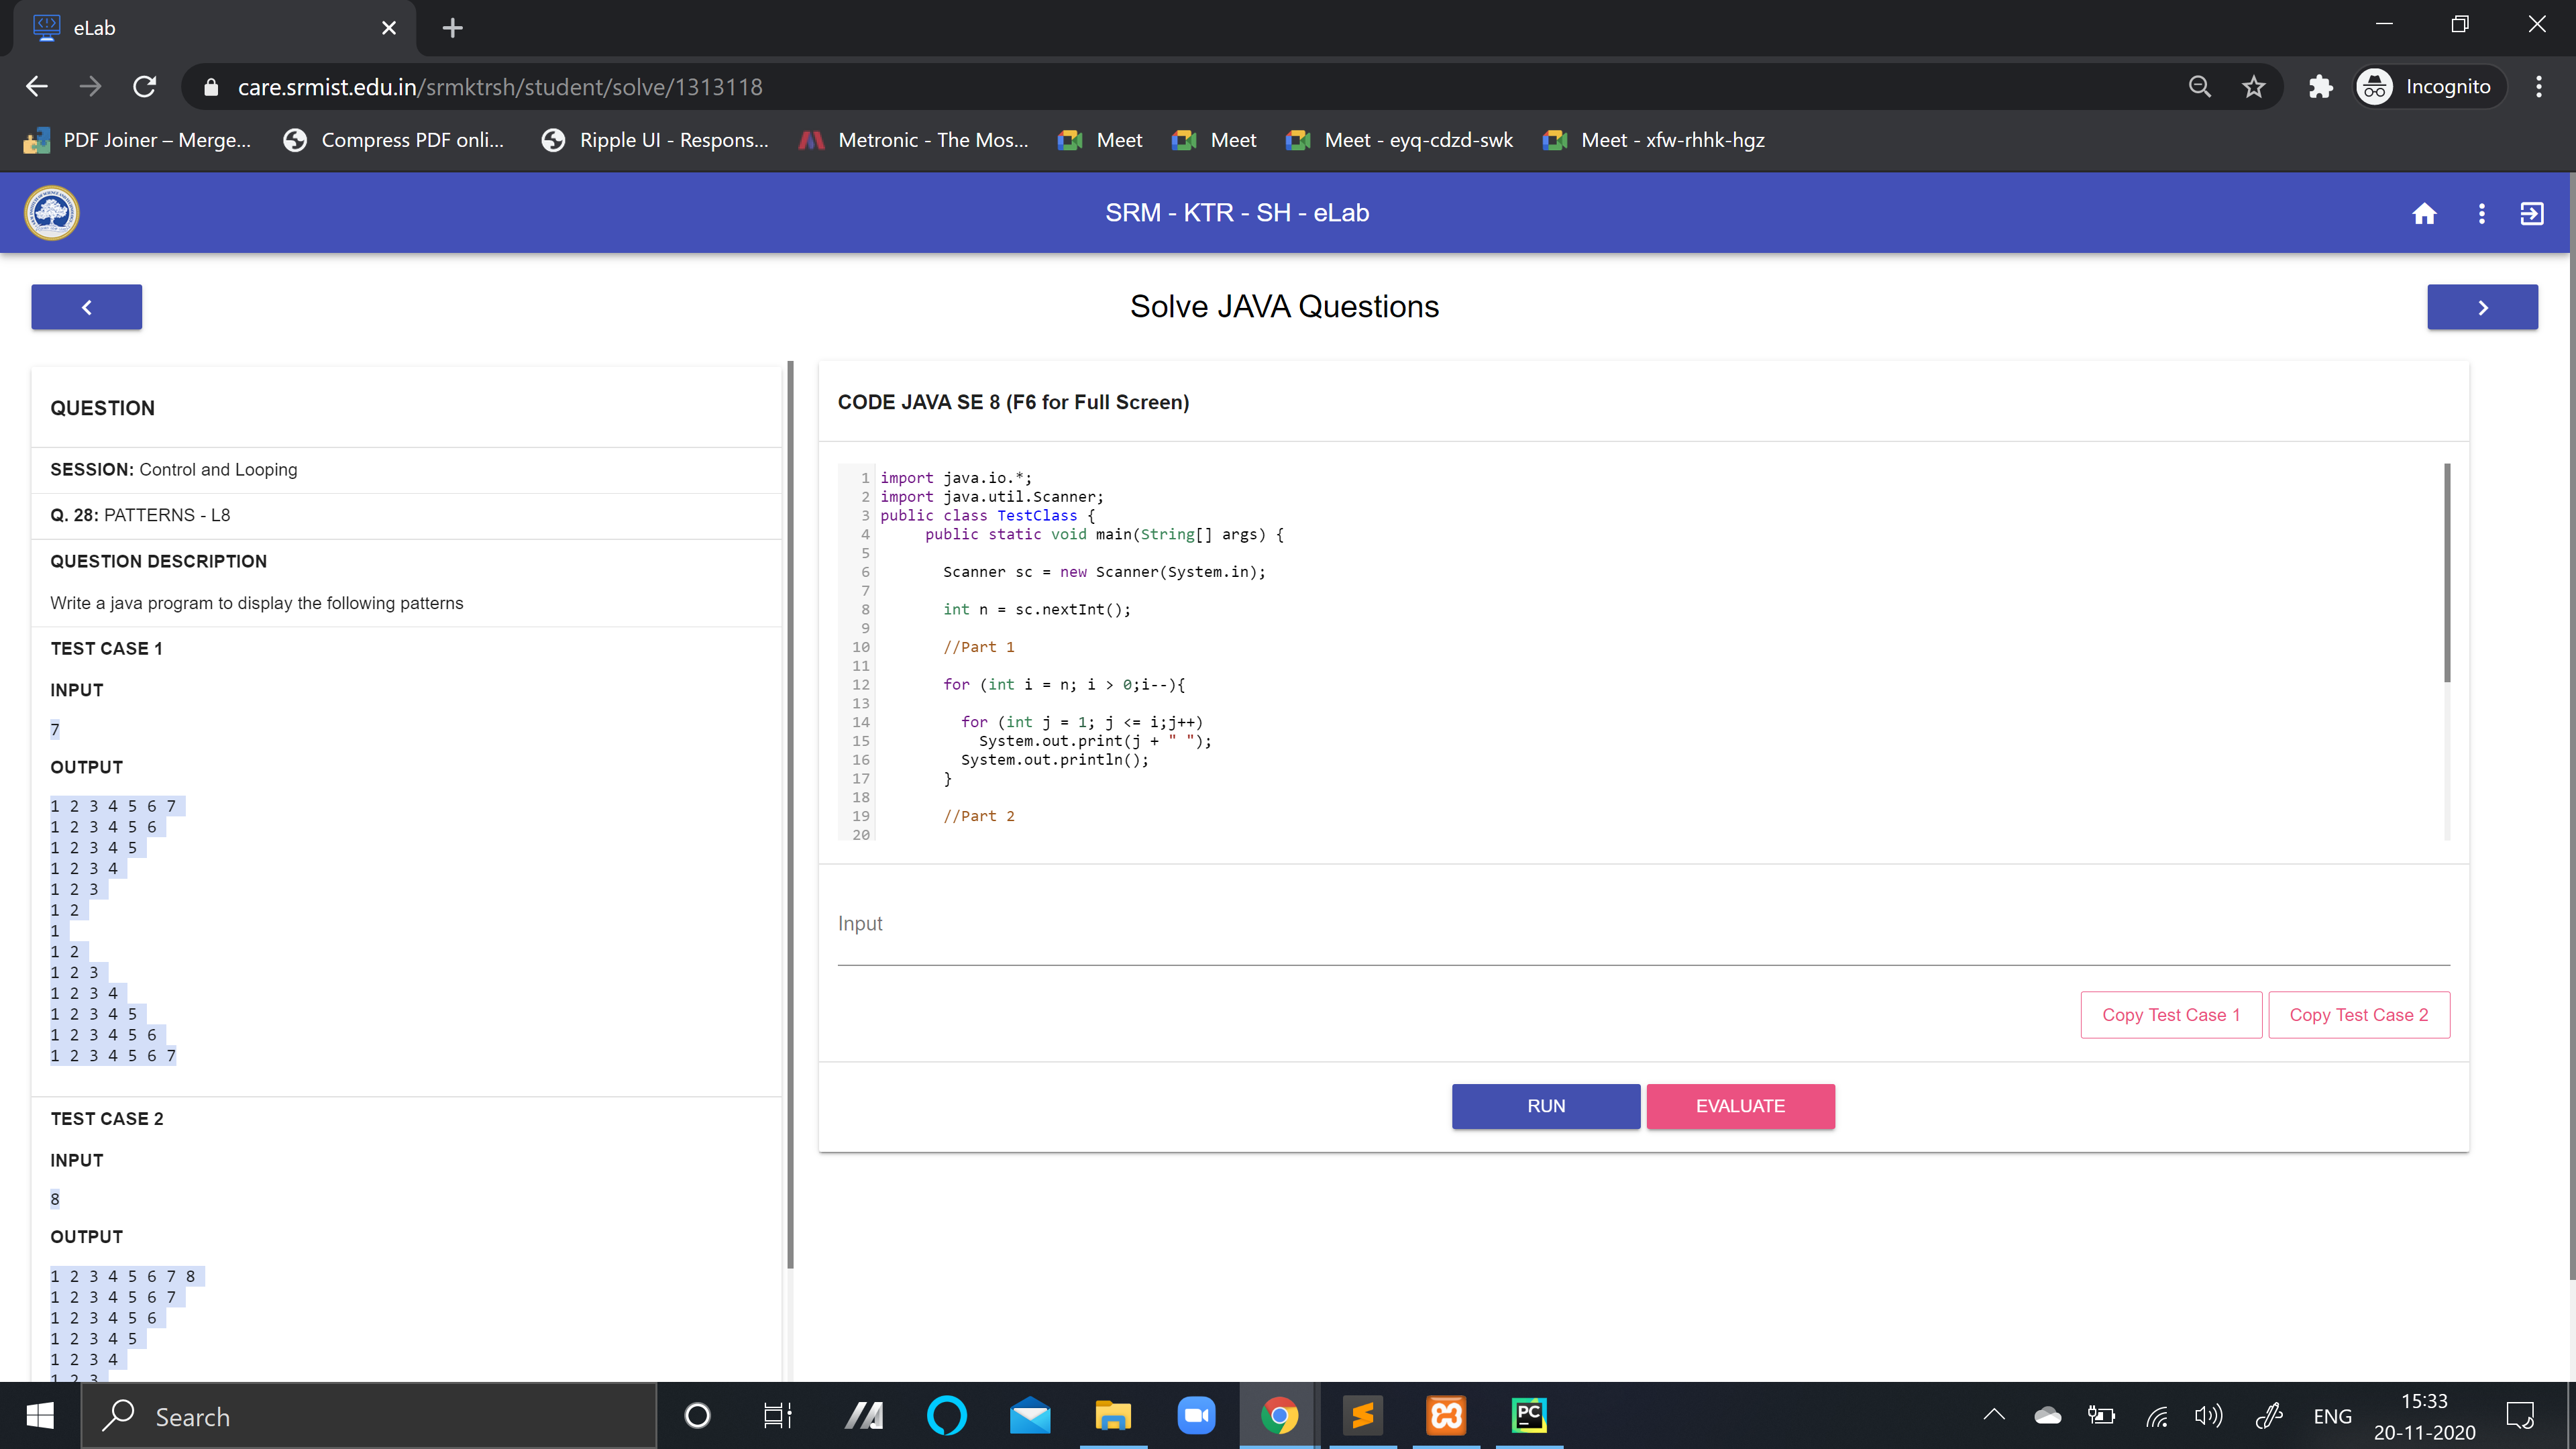 eLab
care.srmist.edu.in/srmktrsh/student/solve/1313118
Incognito
PDF Joiner – Merge...
Compress PDF onli...
Ripple UI - Respons...
Metronic - The Mos...
Meet
Meet
Meet - eyq-cdzd-swk
Meet - xfw-rhhk-hgz
SRM - KTR - SH - eLab
Solve JAVA Questions
QUESTION
SESSION: Control and Looping
Q. 28: PATTERNS - L8
QUESTION DESCRIPTION
Write a java program to display the following patterns
TEST CASE 1
INPUT
7
OUTPUT
1 2 3 4 5 6 7
1 2 3 4 5 6
1 2 3 4 5
1 2 3 4
1 2 3
1 2
1
1 2
1 2 3
1 2 3 4
1 2 3 4 5
1 2 3 4 5 6
1 2 3 4 5 6 7
TEST CASE 2
INPUT
8
OUTPUT
1 2 3 4 5 6 7 8
1 2 3 4 5 6 7
1 2 3 4 5 6
1 2 3 4 5
1 2 3 4
1 2 3
CODE JAVA SE 8 (F6 for Full Screen)
1 import java.io.*;
2 import java.util.Scanner;
3 public class TestClass {
4 public static void main(String[] args) {
5
6 Scanner sc = new Scanner(System.in);
7
8 int n = sc.nextInt();
9
10 //Part 1
11
12 for (int i = n; i > 0;i--){
13
14 for (int j = 1; j <= i;j++)
15 System.out.print(j + " ");
16 System.out.println();
17 }
18
19 //Part 2
20
Input
Copy Test Case 1
Copy Test Case 2
RUN
EVALUATE
Search
PC
ENG
15:33
20-11-2020